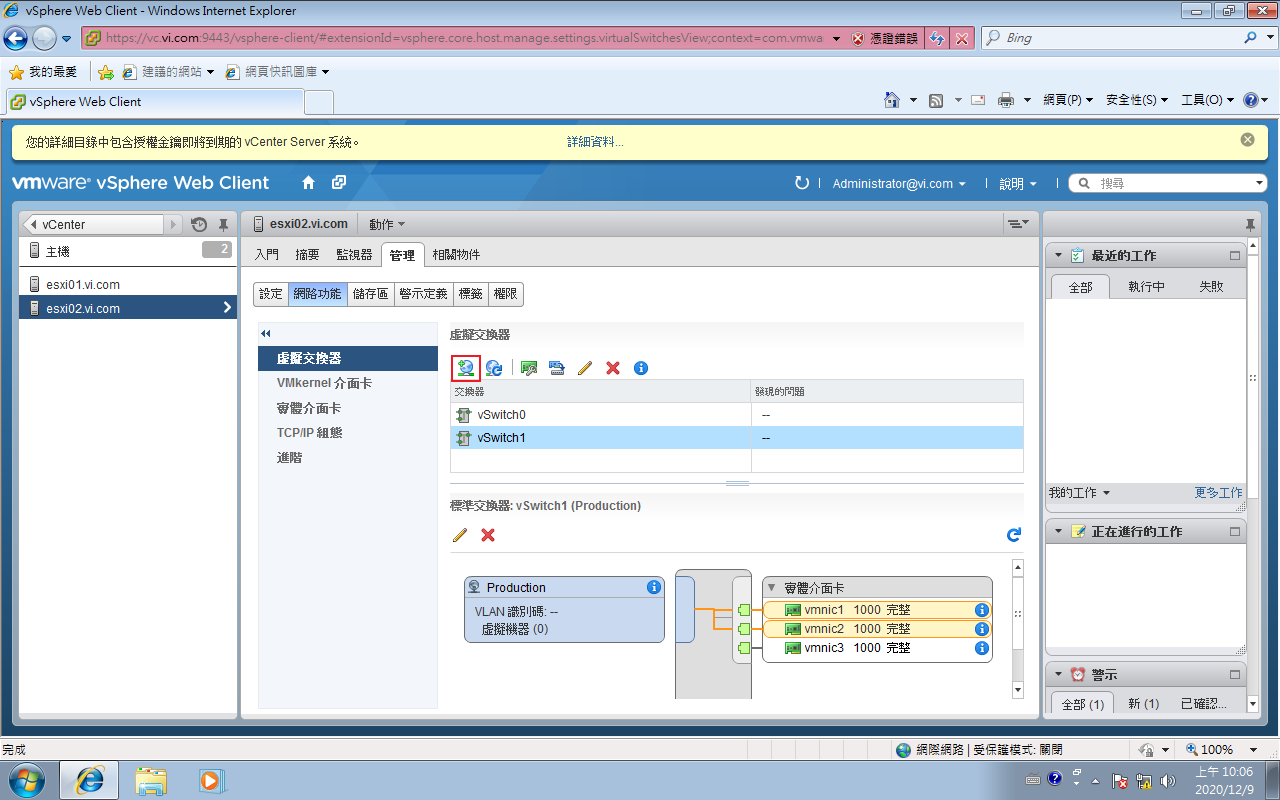 vSphere Web Client - Windows Internet Explorer
https://vc.vi.com:9443/vsphere-client/#extensionId=vsphere.core.host.manage.settings.virtualSwitchesView;context=com.vmwa
憑證錯誤
Bing
我的最愛
建議的網站
網頁快訊圖庫
vSphere Web Client
網頁(P)
安全性(S)
工具(O)
您的詳細目錄中包含授權金鑰即將到期的 vCenter Server 系統。
詳細資料...
vmware® vSphere Web Client
Administrator@vi.com
說明
搜尋
vCenter
主機
2
esxi01.vi.com
esxi02.vi.com
esxi02.vi.com
動作
入門
摘要
監視器
管理
相關物件
設定
網路功能
儲存區
警示定義
標籤
權限
虛擬交換器
VMkernel 介面卡
實體介面卡
TCP/IP 組態
進階
虛擬交換器
交換器
發現的問題
vSwitch0
--
vSwitch1
--
標準交換器: vSwitch1 (Production)
Production
VLAN 識別碼: --
虛擬機器 (0)
實體介面卡
vmnic1 1000 完整
vmnic2 1000 完整
vmnic3 1000 完整
最近的工作
全部
執行中
失敗
我的工作
更多工作
正在進行的工作
警示
全部 (1)
新 (1)
已確認...
完成
網際網路 | 受保護模式: 關閉
100%
上午 10:06
2020/12/9